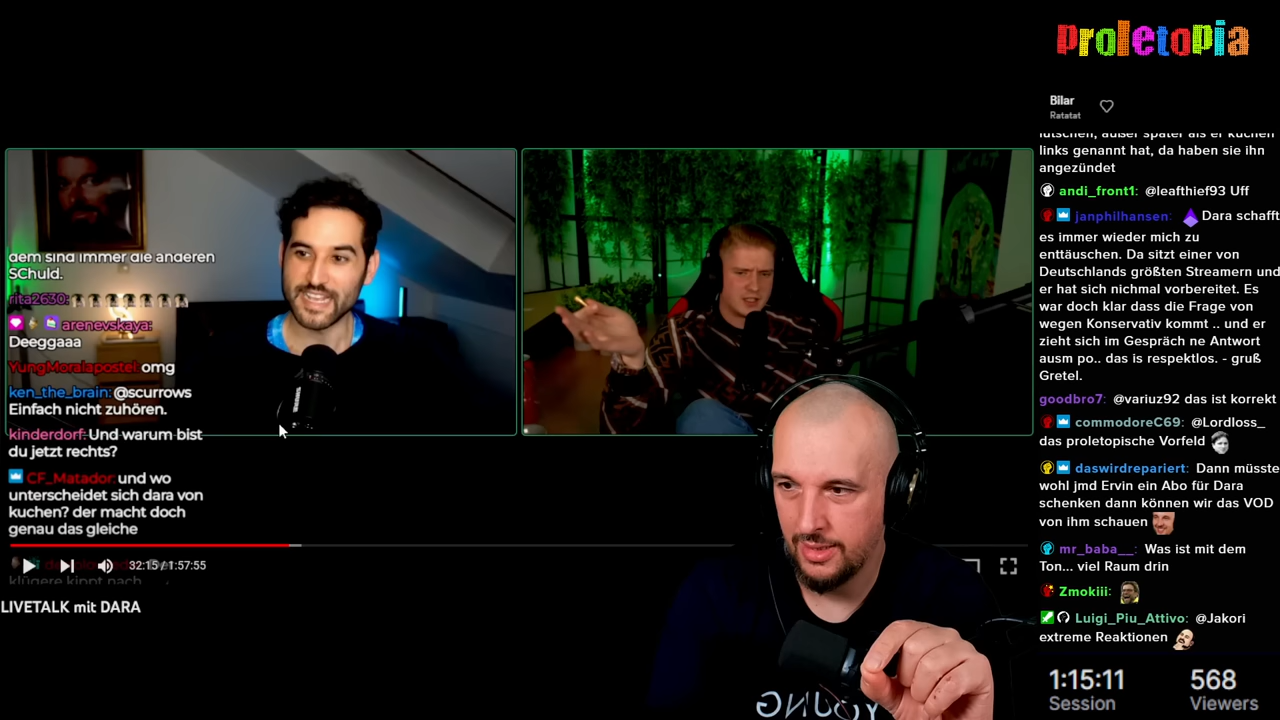 proletopia
Bilar
Ratatat
lutschen, außer später als er kuchen
links genannt hat, da haben sie ihn
angezündet
andi_front1: @leafthief93 Uff
janphilhansen: Dara schafft
es immer wieder mich zu
enttäuschen. Da sitzt einer von
Deutschlands größten Streamern und
er hat sich nichmal vorbereitet. Es
war doch klar dass die Frage von
wegen Konservativ kommt .. und er
zieht sich im Gespräch ne Antwort
ausm po.. das is respektlos. - gruß
Gretel.
goodbro7: @variuz92 das ist korrekt
commodoreC69: @Lordloss_
das proletopische Vorfeld
daswirdrepariert: Dann müsste
wohl jmd Ervin ein Abo für Dara
schenken dann können wir das VOD
von ihm schauen
mr_baba__: Was ist mit dem
Ton... viel Raum drin
Zmokiii:
Luigi_Piu_Attivo: @Jakori
extreme Reaktionen
1:15:11
Session
568
Viewers
dem sind immer die anderen
SChuld.
rita2630:
arenevskaya:
Deeggaaa
YungMoralapostel: omg
ken_the_brain: @scurrows
Einfach nicht zuhören.
kinderdorf: Und warum bist
du jetzt rechts?
CF_Matador: und wo
unterscheidet sich dara von
kuchen? der macht doch
genau das gleiche
32:15 / 1:57:55
klügere kippt nach
LIVETALK mit DARA
YOUNG